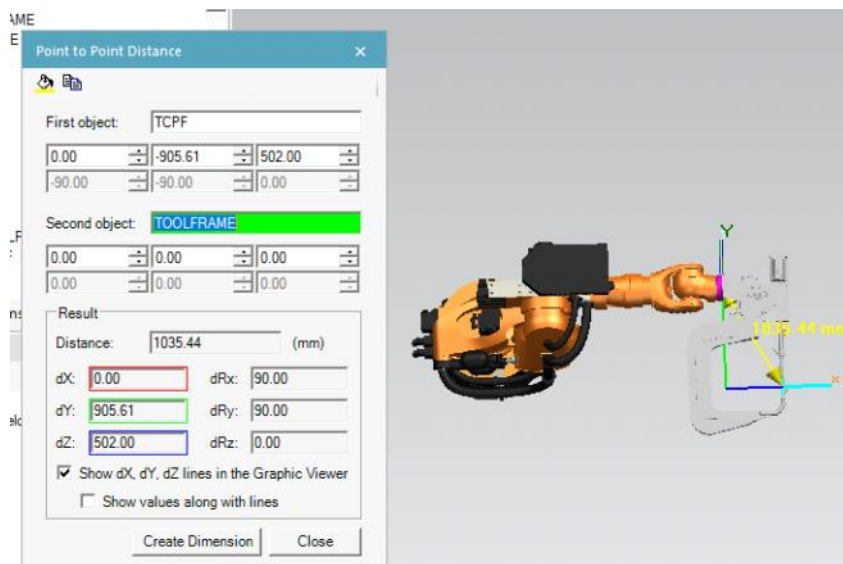 AME
E
Point to Point Distance
First object: TCPF
0.00 -905.61 502.00
-90.00 -90.00 0.00
Second object: TOOLFRAME
0.00 0.00 0.00
0.00 0.00 0.00
Result
Distance: 1035.44 (mm)
dX: 0.00 dRx: 90.00
dY: 905.61 dRy: 90.00
dZ: 502.00 dRz: 0.00
Show dX, dY, dZ lines in the Graphic Viewer
Show values along with lines
Create Dimension Close
Y
1035.44 mm
x